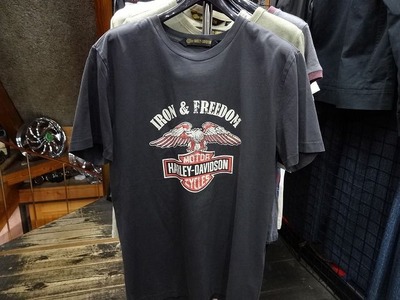 IRON & FREEDOM
MOTOR
HARLEY-DAVIDSON
CYCLES